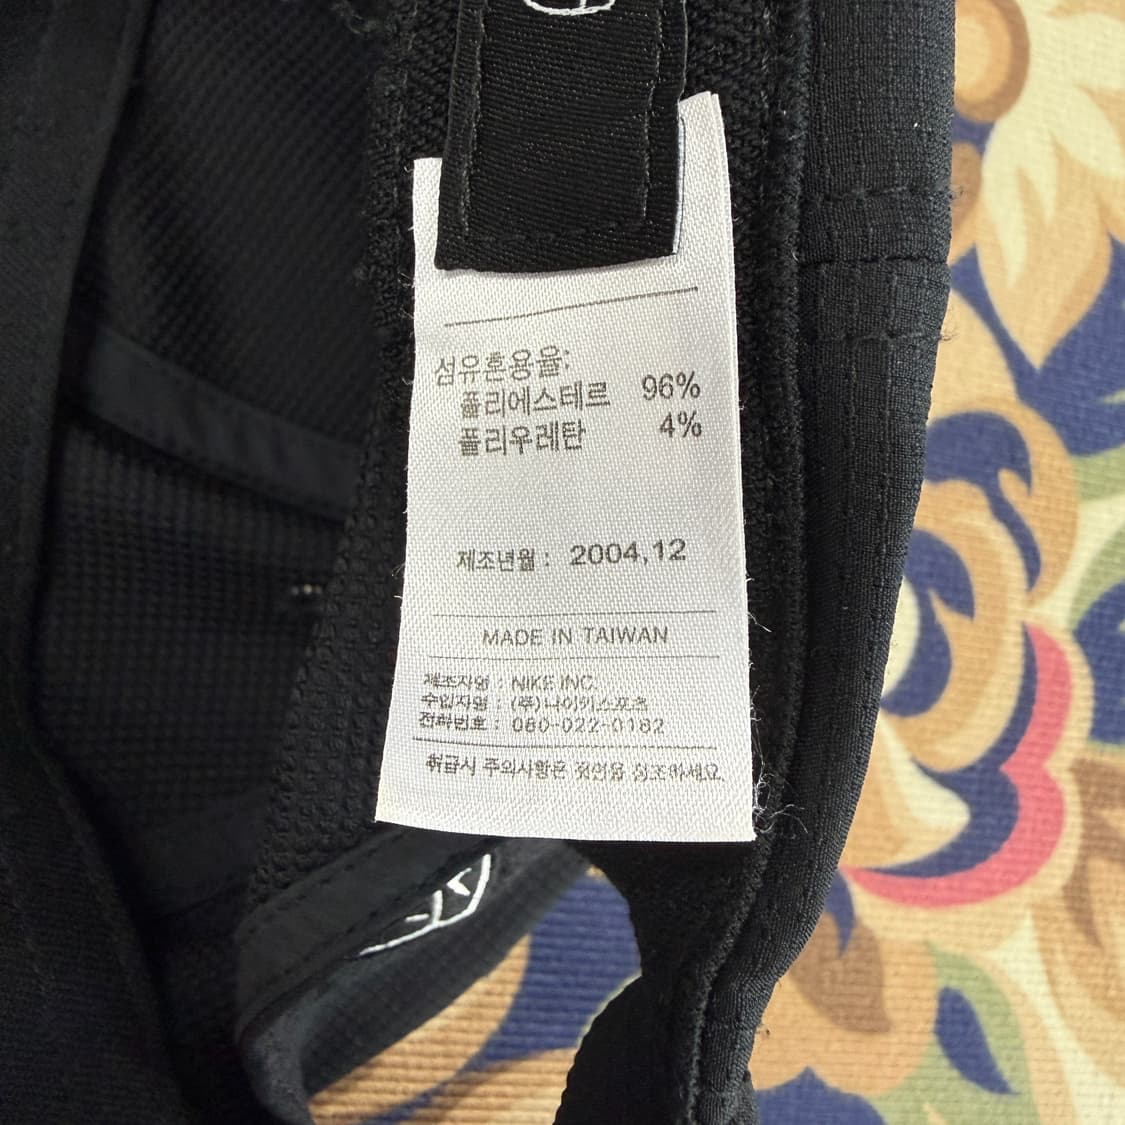 섬유혼용율:
폴리에스테르 96%
폴리우레탄 4%
제조년월 : 2004,12
MADE IN TAIWAN
제조자명 : NIKE INC.
수입자명 : (주)나이키스포츠
전화번호 : 080-022-0182
취급시 주의사항은 뒷면을 참조하세요.